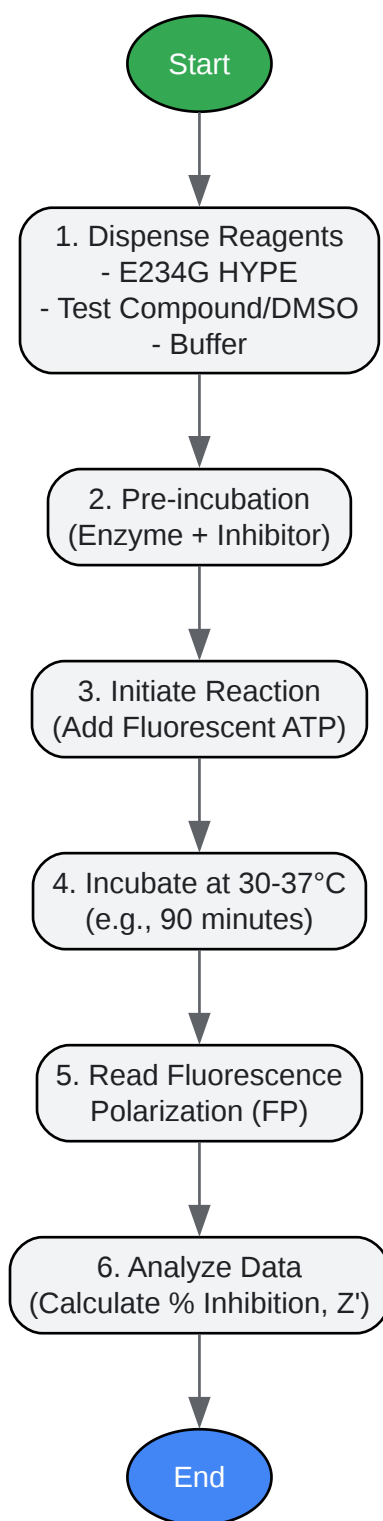 Start
1. Dispense Reagents
- E234G HYPE
- Test Compound/DMSO
- Buffer
2. Pre-incubation
(Enzyme + Inhibitor)
3. Initiate Reaction
(Add Fluorescent ATP)
4. Incubate at 30-37°C
(e.g., 90 minutes)
5. Read Fluorescence
Polarization (FP)
6. Analyze Data
(Calculate % Inhibition, Z')
End